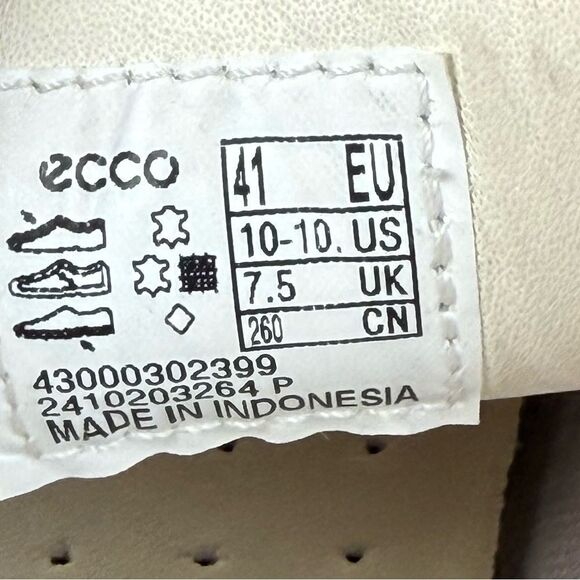 ecco
41 EU
10-10. US
7.5 UK
260 CN
43000302399
2410203264 P
MADE IN INDONESIA